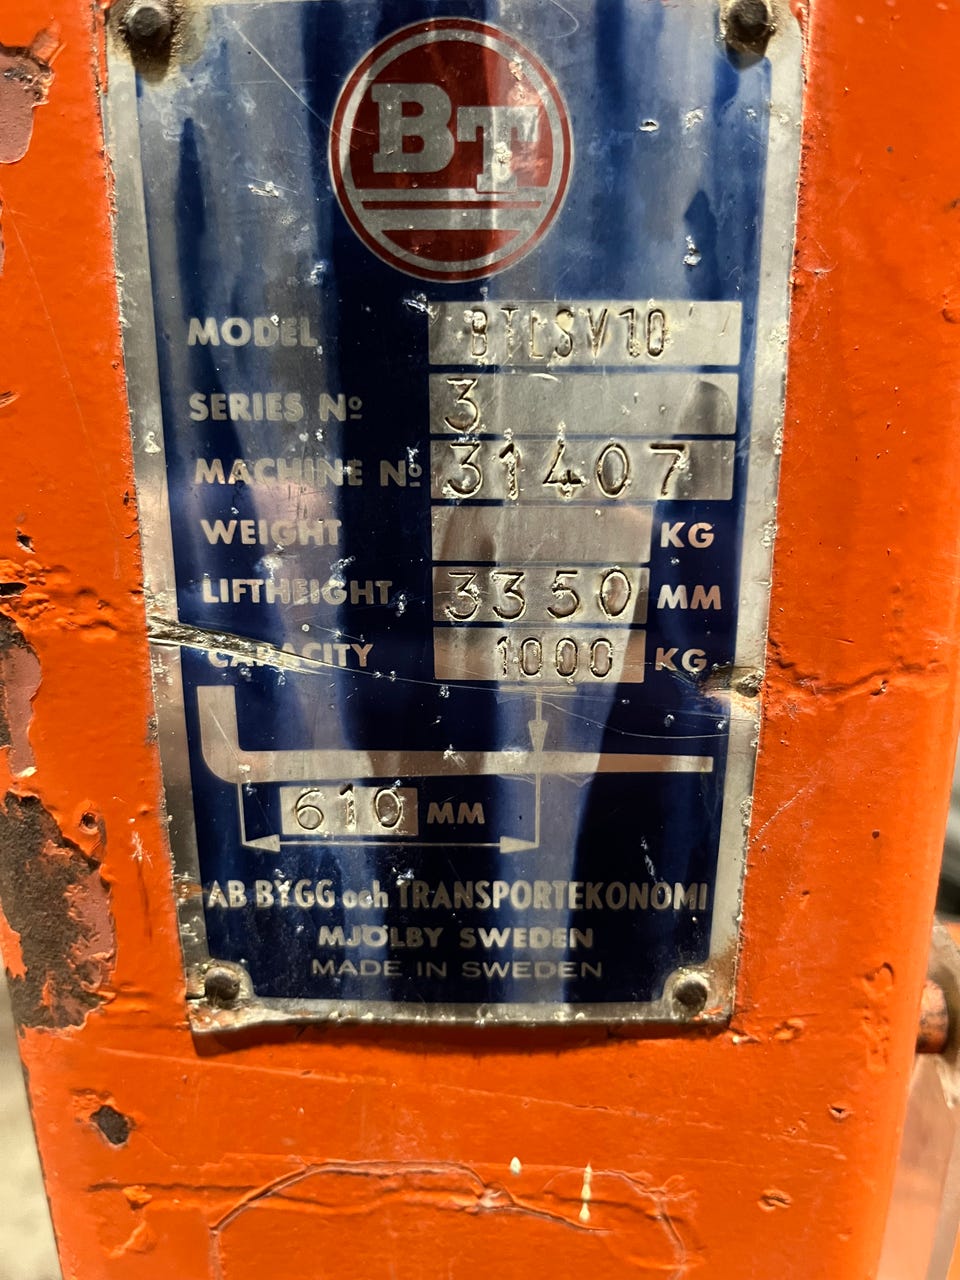 BT
MODEL BTLSV10
SERIES Nº 3
MACHINE Nº 31407
WEIGHT KG
LIFTHEIGHT 3350 MM
CAPACITY 1000 KG
610 MM
AB BYGG och TRANSPORTEKONOMI
MJÖLBY SWEDEN
MADE IN SWEDEN